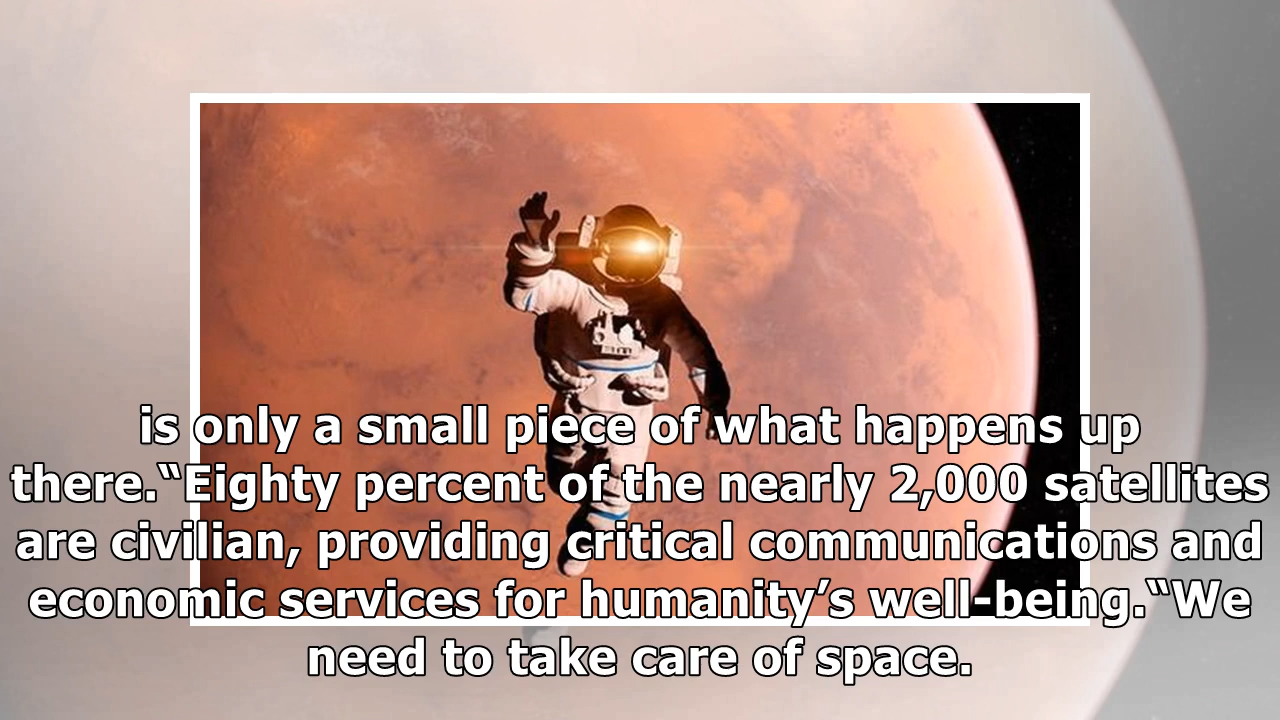 is only a small piece of what happens up
there.“Eighty percent of the nearly 2,000 satellites
are civilian, providing critical communications and
economic services for humanity’s well-being.“We
need to take care of space.